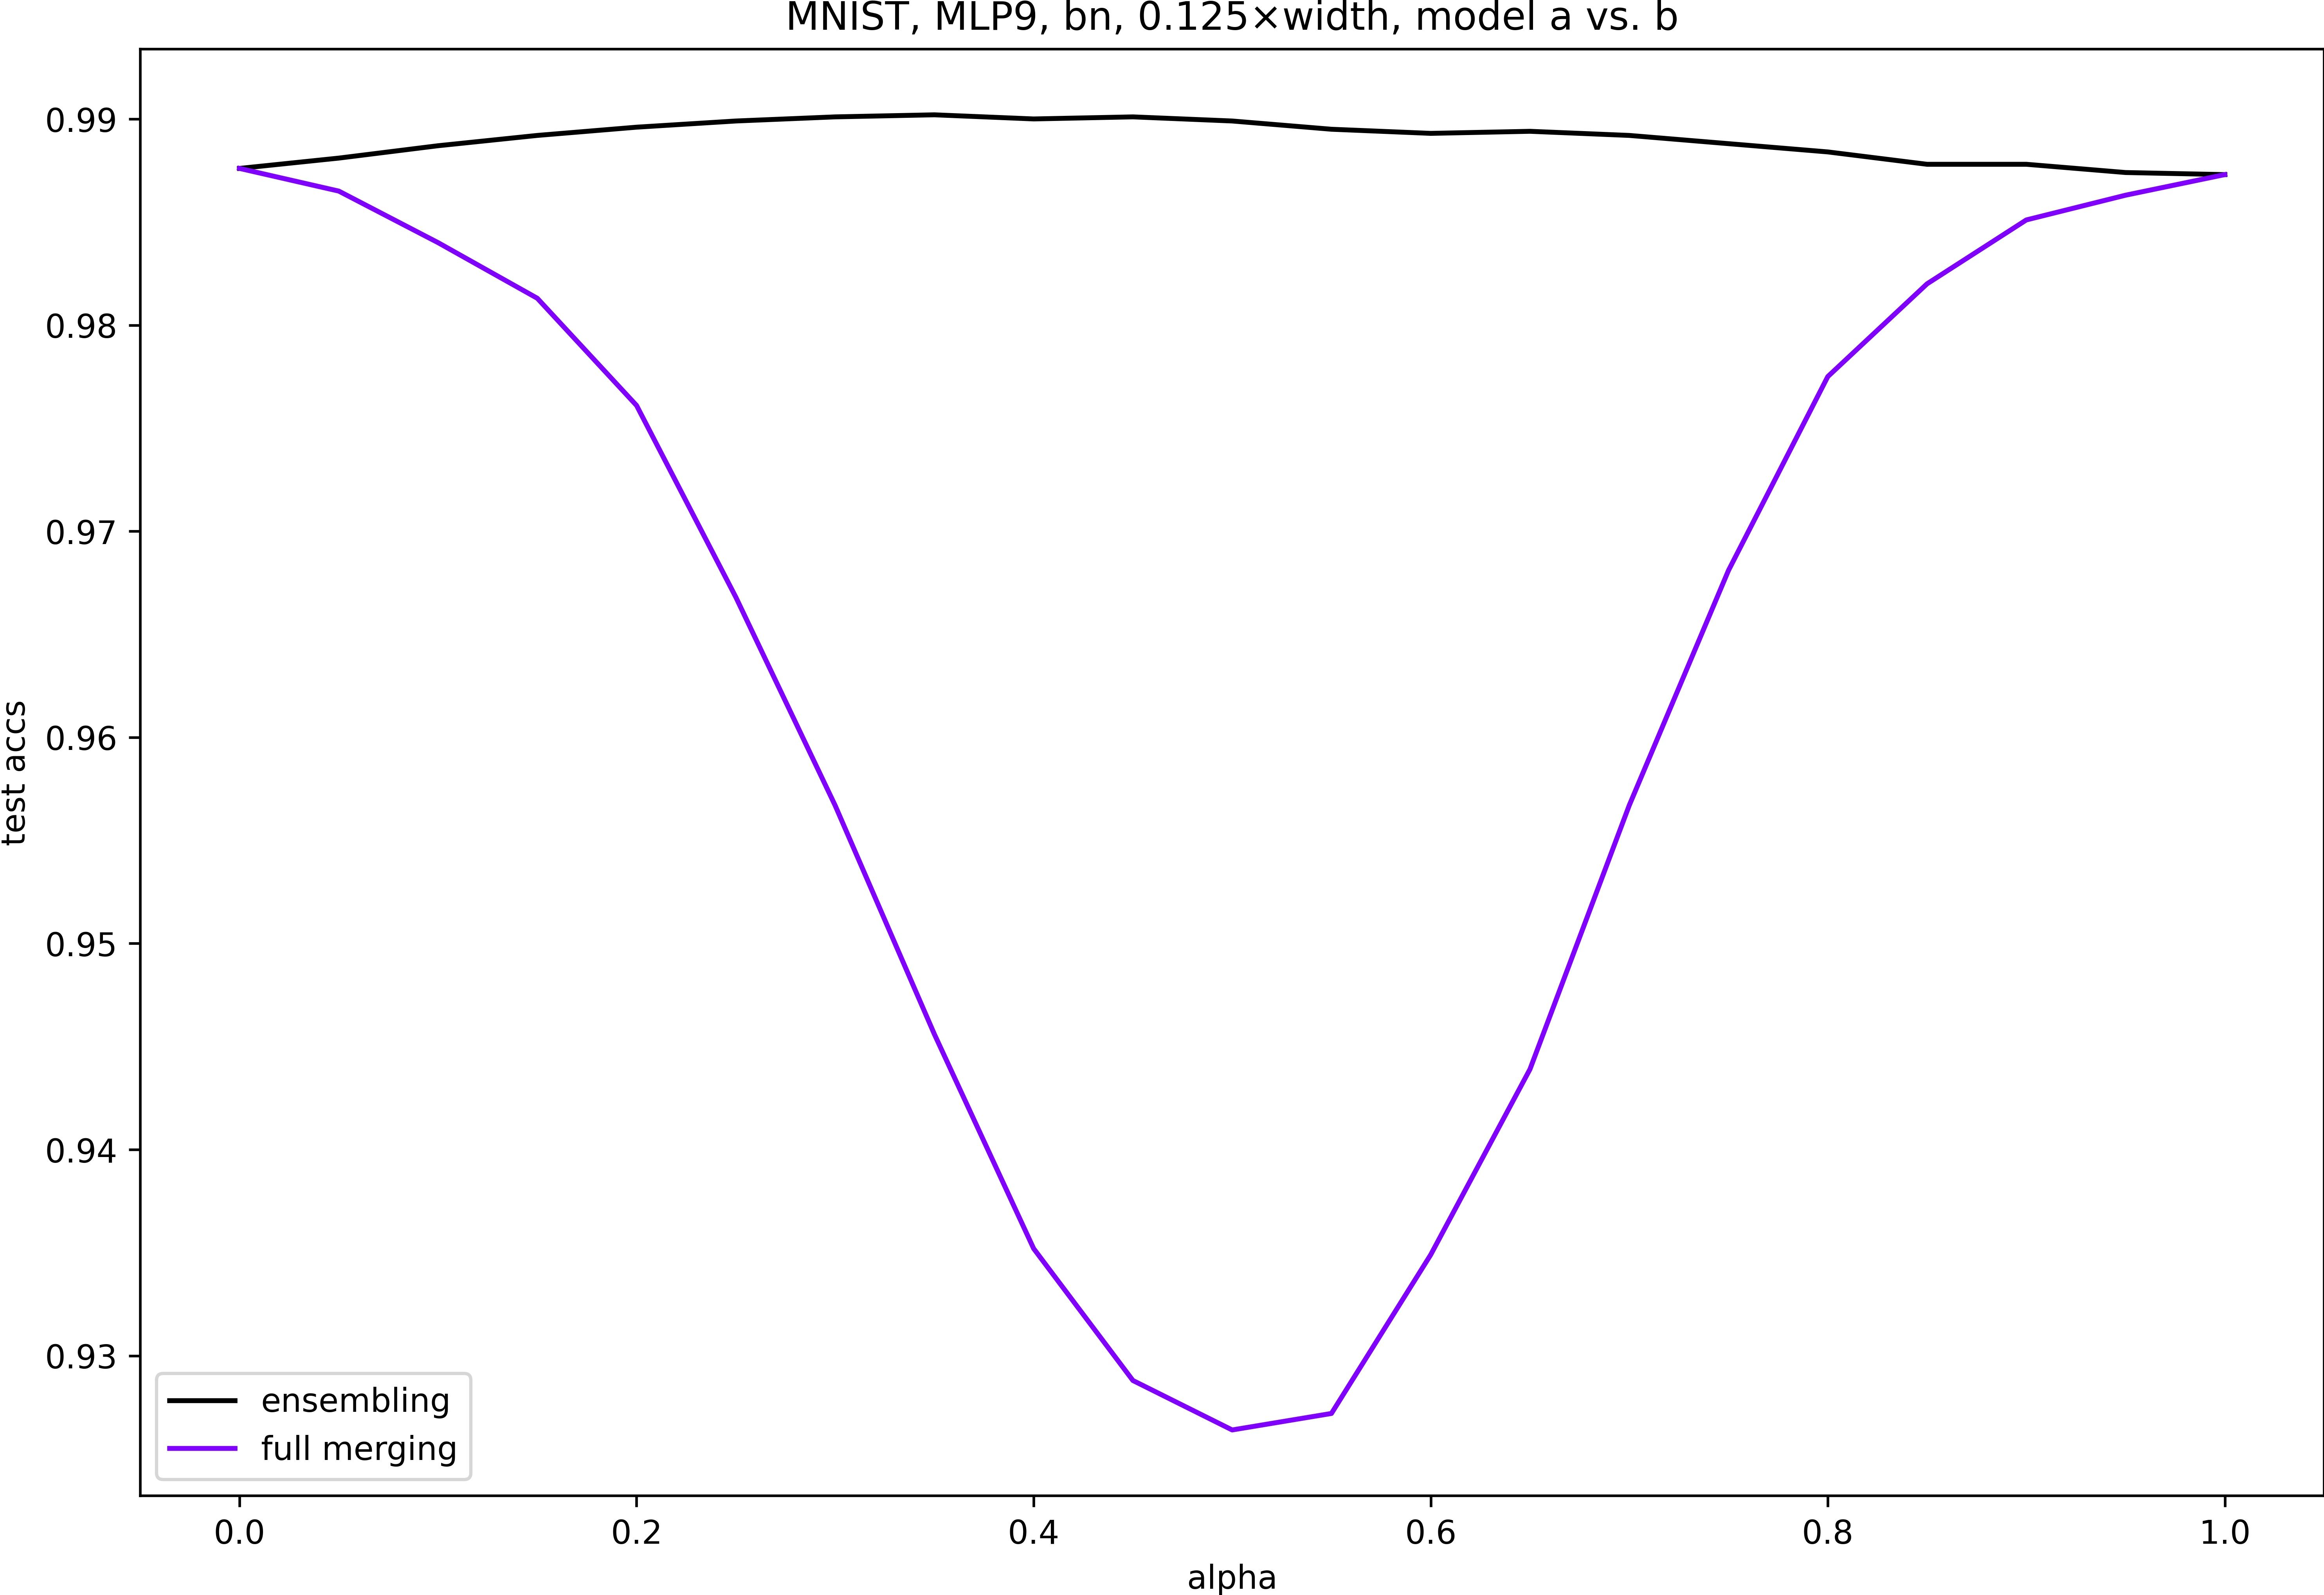 MNIST, MLP9, bn, 0.125×width, model a vs. b
0.99
0.98
0.97
0.96
0.95
0.94
0.93
test accs
ensembling
full merging
0.0 0.2 0.4 0.6 0.8 1.0
alpha